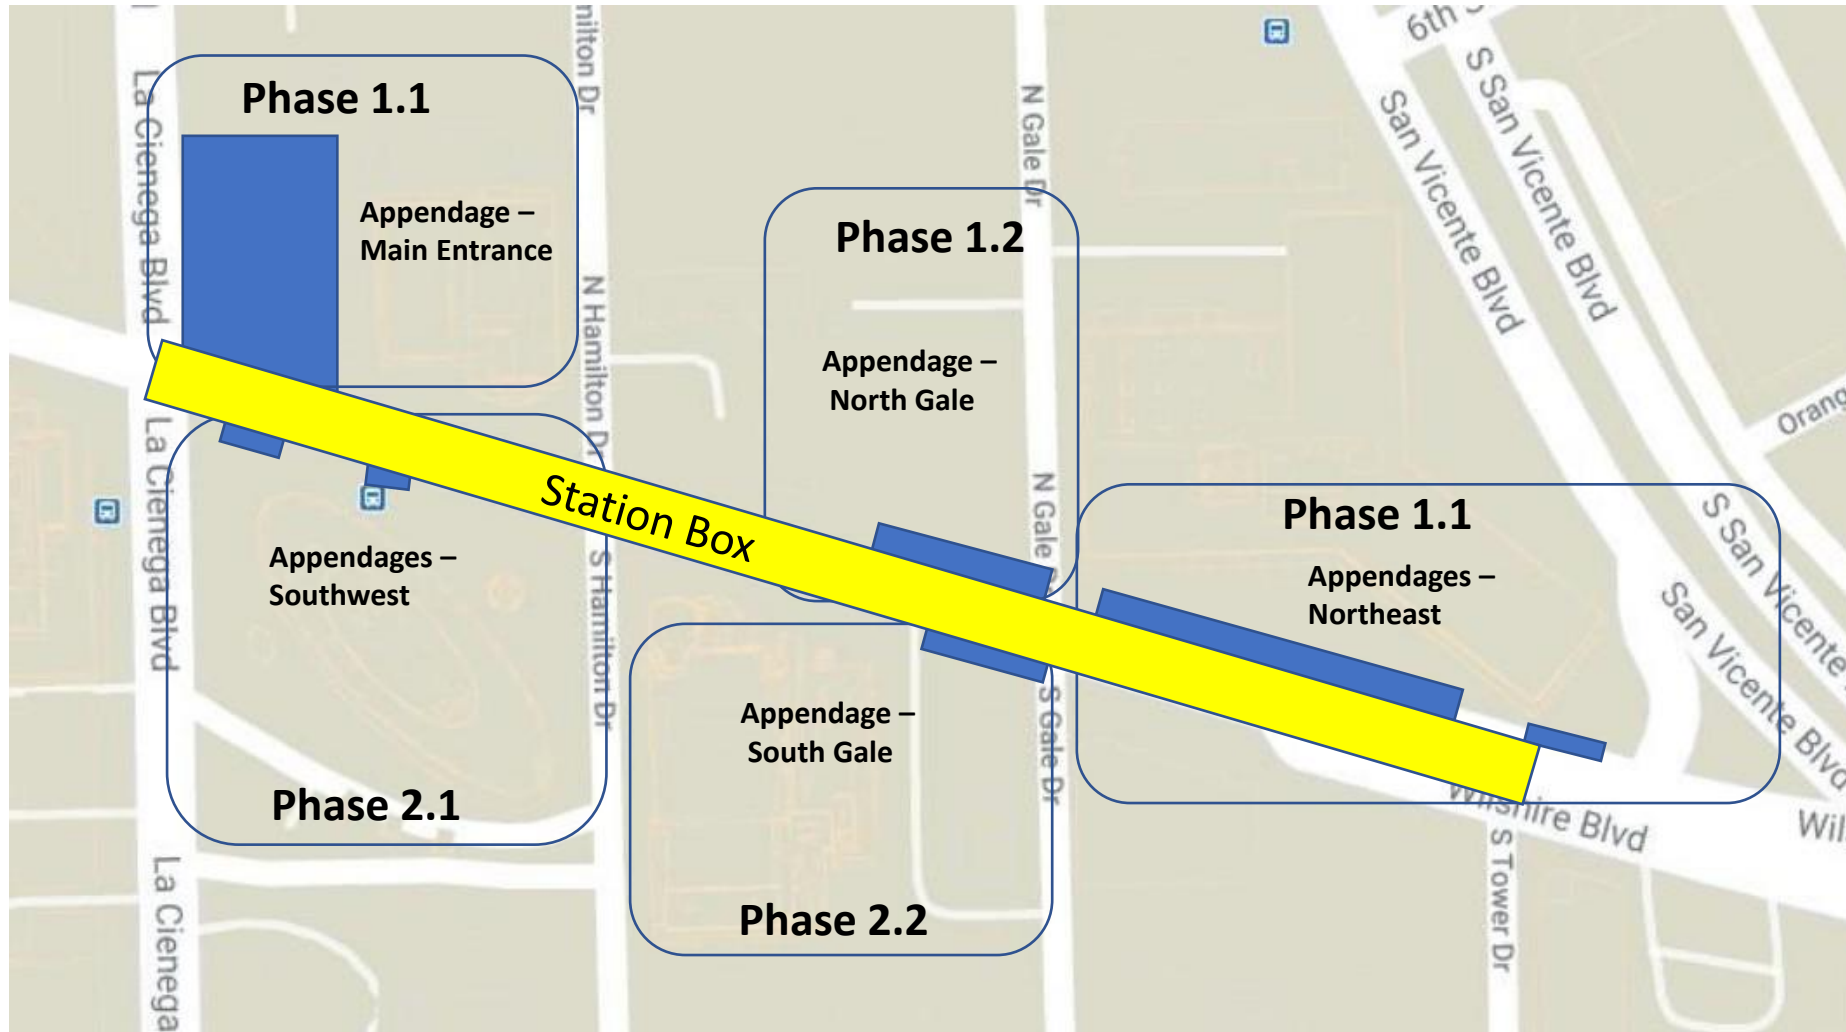 Phase 1.1
Appendage –
Main Entrance
Phase 1.2
Appendage –
North Gale
Phase 1.1
Appendages –
Northeast
Station Box
Appendages –
Southwest
Phase 2.1
Appendage –
South Gale
Phase 2.2
La Cienega Blvd
La Cienega Blvd
La Cienega
milton Dr
N Hamilton Dr
S Hamilton Dr
N Gale Dr
N Gale
S Gale Dr
6th
San Vicente Blvd
S San Vicente Blvd
S San Vicente
San Vicente Blvd
Orang
Wilshire Blvd
Wil
S Tower Dr